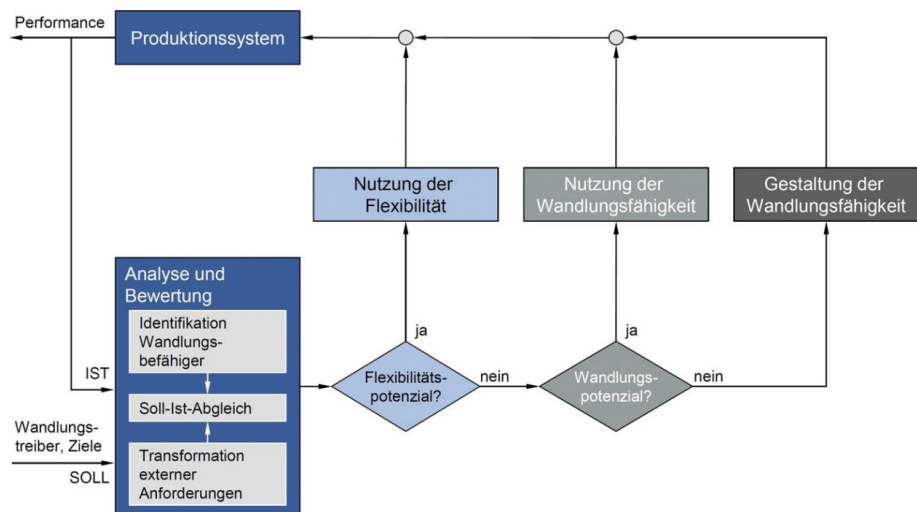 Performance
Produktionssystem
Nutzung der
Flexibilität
Nutzung der
Wandlungsfähigkeit
Gestaltung der
Wandlungsfähigkeit
Analyse und
Bewertung
Identifikation
Wandlungs-
befähiger
Soll-Ist-Abgleich
Transformation
externer
Anforderungen
IST
Wandlungs-
treiber, Ziele
SOLL
Flexibilitäts-
potenzial?
ja
nein
Wandlungs-
potenzial?
ja
nein